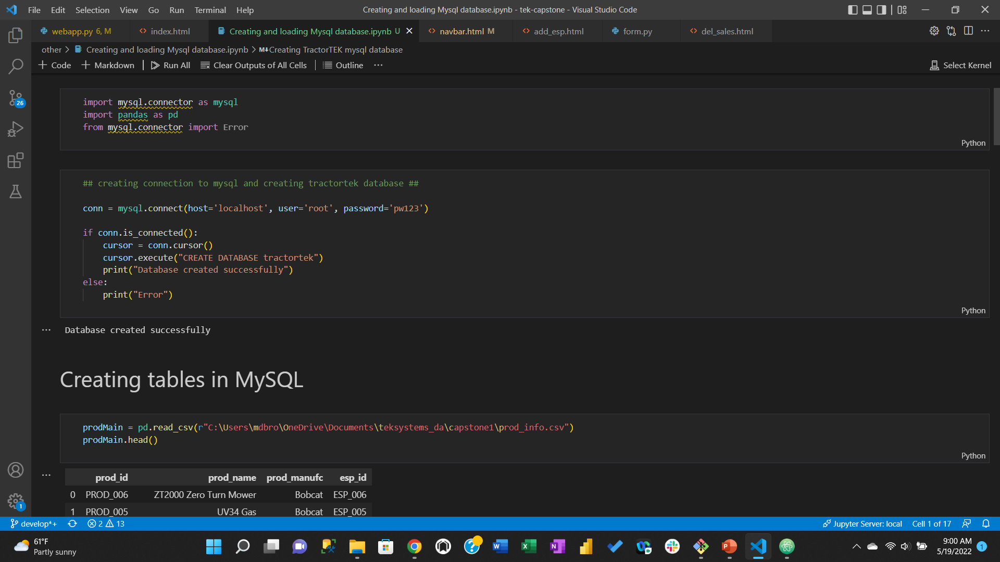 File Edit Selection View Go Run Terminal Help Creating and loading Mysql database.ipynb - tek-capstone - Visual Studio Code
webapp.py 6, M index.html Creating and loading Mysql database.ipynb U navbar.html M add_esp.html form.py del_sales.html
other > Creating and loading Mysql database.ipynb > M↓Creating TractorTEK mysql database
+ Code + Markdown Run All Clear Outputs of All Cells Outline ··· Select Kernel
import mysql.connector as mysql
import pandas as pd
from mysql.connector import Error
Python
## creating connection to mysql and creating tractortek database ##
conn = mysql.connect(host='localhost', user='root', password='pw123')
if conn.is_connected():
    cursor = conn.cursor()
    cursor.execute("CREATE DATABASE tractortek")
    print("Database created successfully")
else:
    print("Error")
Python
··· Database created successfully
Creating tables in MySQL
prodMain = pd.read_csv(r"C:\Users\mdbro\OneDrive\Documents\teksystems_da\capstone1\prod_info.csv")
prodMain.head()
Python
··· prod_id prod_name prod_manufc esp_id
0 PROD_006 ZT2000 Zero Turn Mower Bobcat ESP_006
1 PROD_005 UV34 Gas Bobcat ESP_005
26
1
develop*+ 2 13 Jupyter Server: local Cell 1 of 17
61°F
Partly sunny
9:00 AM
5/19/2022 1